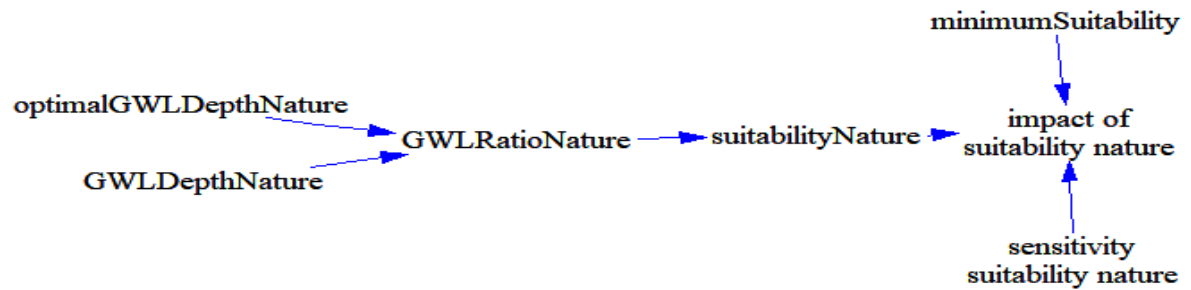 minimumSuitability
optimalGWLDepthNature
GWLRatioNature
suitabilityNature
impact of
suitability nature
GWLDepthNature
sensitivity
suitability nature